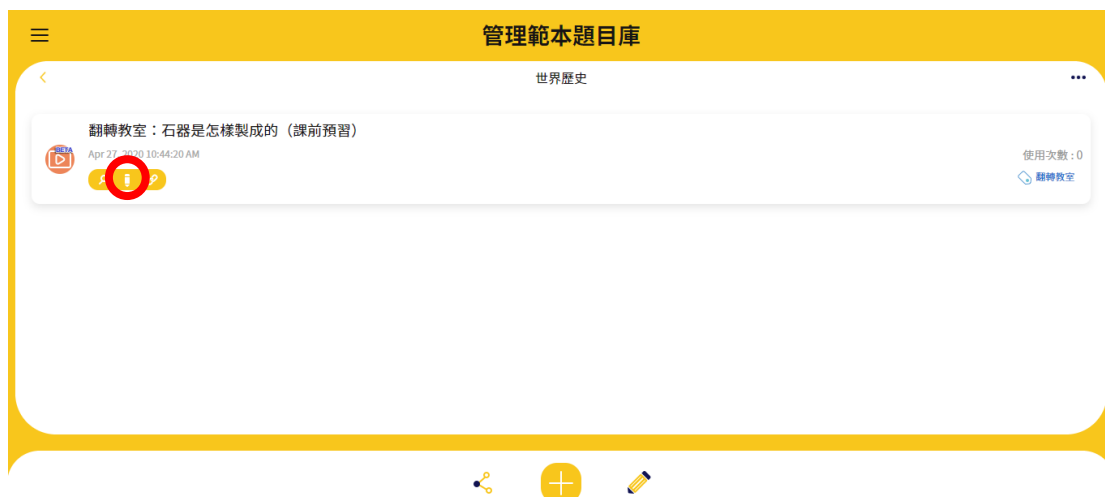 管理範本題目庫
世界歷史
翻轉教室：石器是怎樣製成的（課前預習）
BETA
Apr 27, 2020 10:44:20 AM
使用次數 : 0
翻轉教室